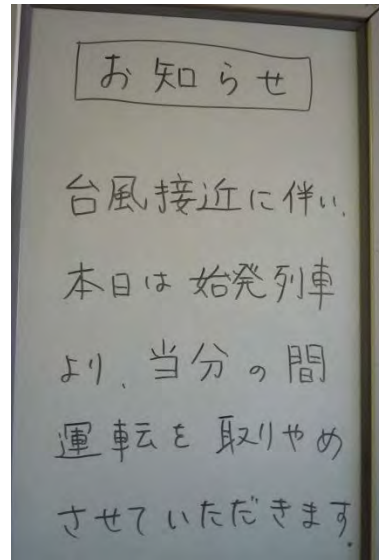 お知らせ
台風接近に伴い、
本日は始発列車
より、当分の間
運転を取りやめ
させていただきます。